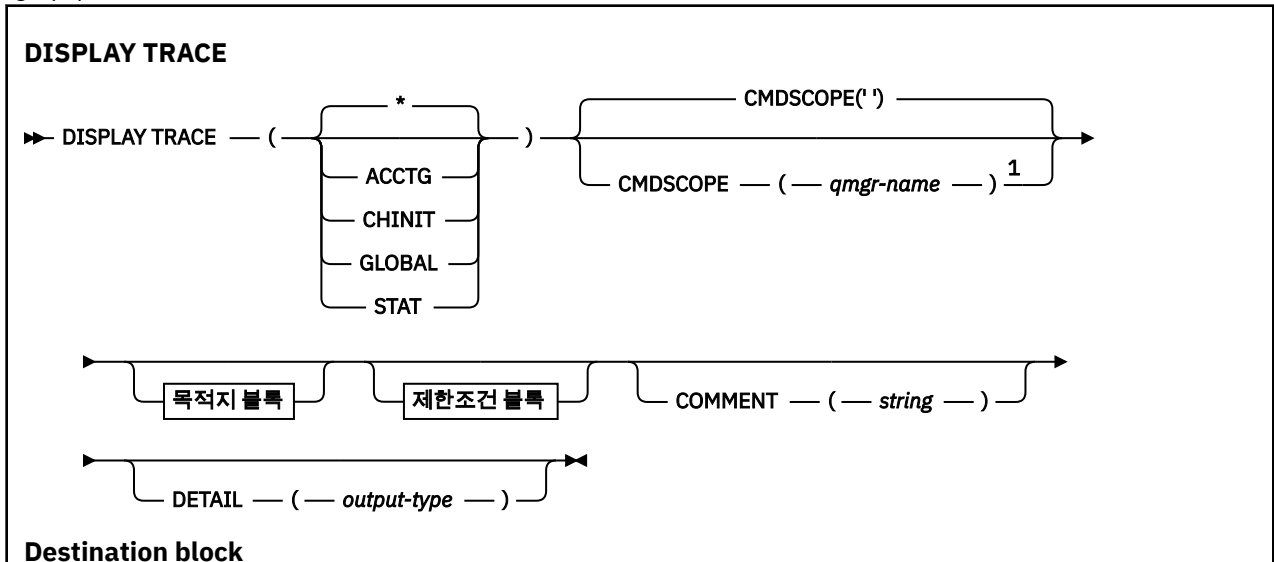 DISPLAY TRACE
*
CMDSCOPE(' ')
DISPLAY TRACE ( )
ACCTG
CMDSCOPE ( qmgr-name ) 1
CHINIT
GLOBAL
STAT
목적지 블록 제한조건 블록 COMMENT ( string )
DETAIL ( output-type )
Destination block